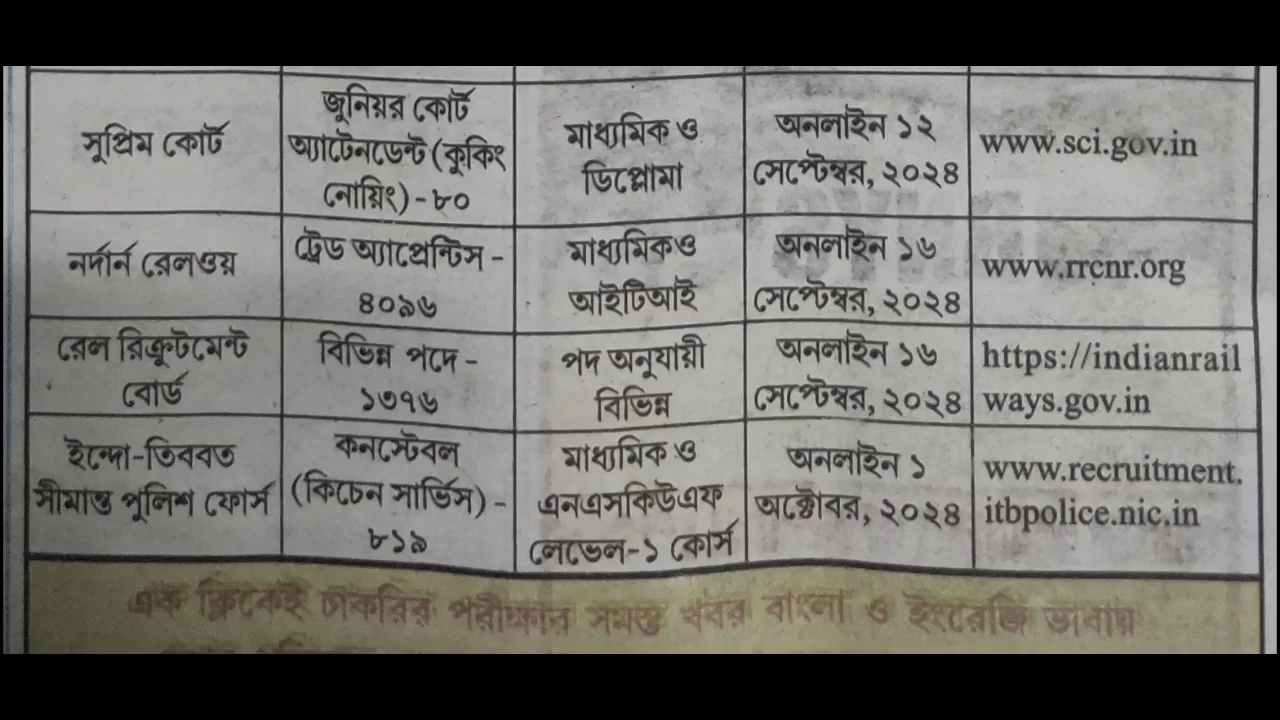 সুপ্রিম কোর্ট
জুনিয়র কোর্ট
অ্যাটেনডেন্ট (কুকিং
নোয়িং) - ৮০
মাধ্যমিক ও
ডিপ্লোমা
অনলাইন ১২
সেপ্টেম্বর, ২০২৪
www.sci.gov.in
নর্দার্ন রেলওয়
ট্রেড অ্যাপ্রেন্টিস -
৪০৯৬
মাধ্যমিক ও
আইটিআই
অনলাইন ১৬
সেপ্টেম্বর, ২০২৪
www.rrcnr.org
রেল রিক্রুটমেন্ট
বোর্ড
বিভিন্ন পদে -
১৩৭৬
পদ অনুযায়ী
বিভিন্ন
অনলাইন ১৬
সেপ্টেম্বর, ২০২৪
https://indianrail
ways.gov.in
ইন্দো-তিববত
সীমান্ত পুলিশ ফোর্স
কনস্টেবল
(কিচেন সার্ভিস) -
৮১৯
মাধ্যমিক ও
এনএসকিউএফ
লেভেল-১ কোর্স
অনলাইন ১
অক্টোবর, ২০২৪
www.recruitment.
itbpolice.nic.in
এক ক্লিকেই চাকরির পরীক্ষার সমস্ত খবর বাংলা ও ইংরেজি ভাষায়